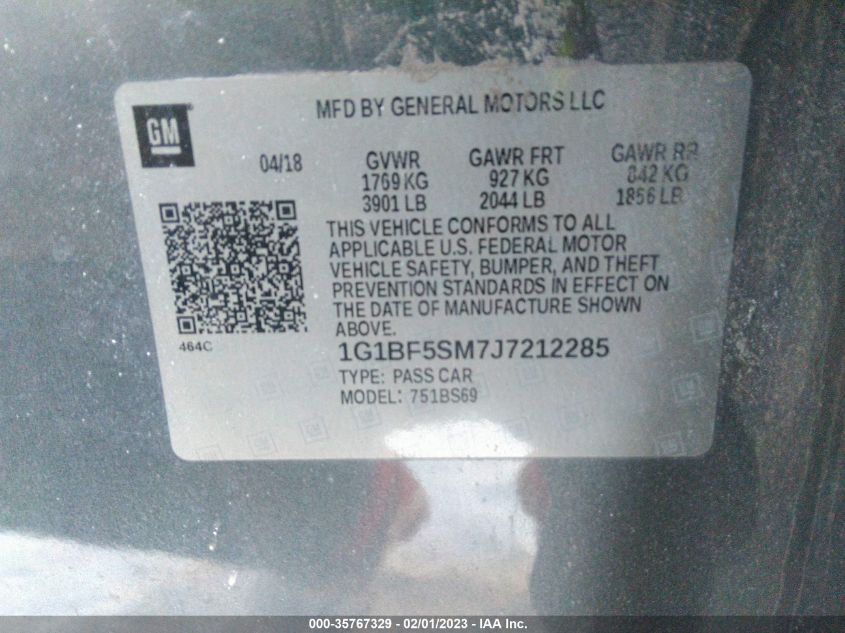 GM
MFD BY GENERAL MOTORS LLC
04/18 GVWR GAWR FRT GAWR RR
1769 KG 927 KG 842 KG
3901 LB 2044 LB 1856 LB
THIS VEHICLE CONFORMS TO ALL
APPLICABLE U.S. FEDERAL MOTOR
VEHICLE SAFETY, BUMPER, AND THEFT
PREVENTION STANDARDS IN EFFECT ON
THE DATE OF MANUFACTURE SHOWN
ABOVE.
464C
1G1BF5SM7J7212285
TYPE: PASS CAR
MODEL: 751BS69
000-35767329 - 02/01/2023 - IAA Inc.